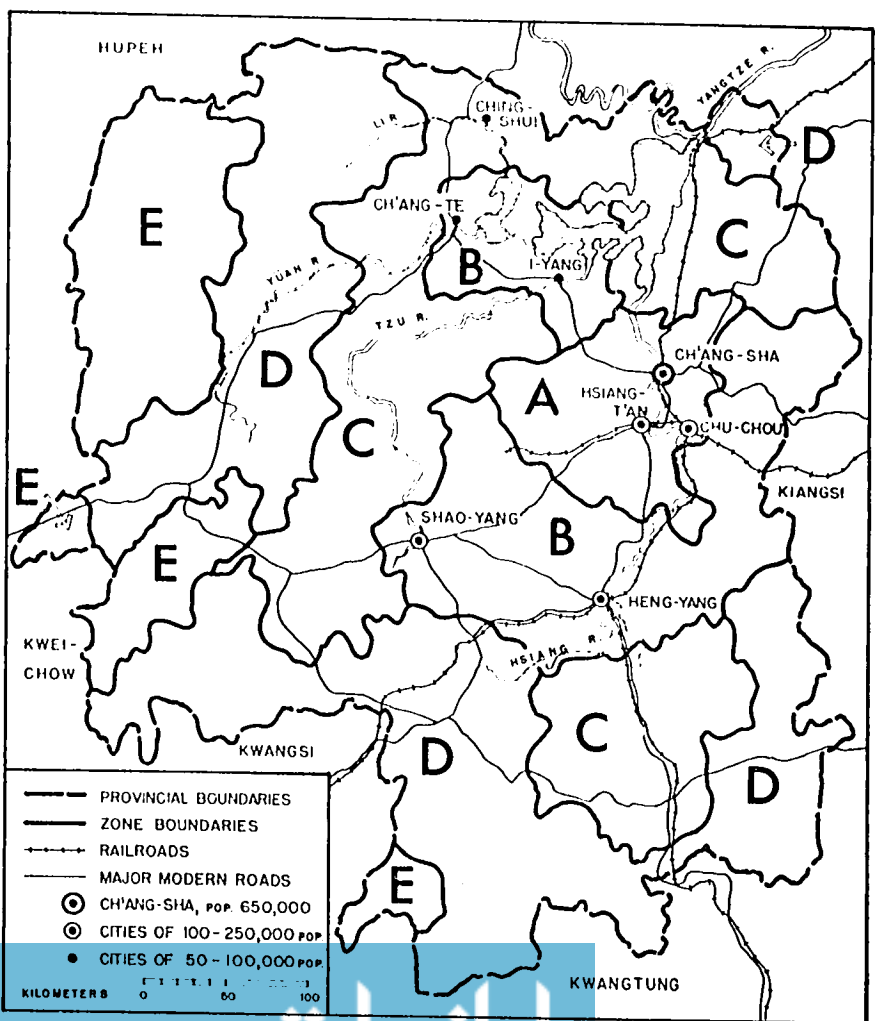 HUPEH
YANGTZE R.
CHING-
SHUI
LI R.
D
E
CH'ANG-TE
C
B
I-YANG
YÜAN R.
TZU R.
D
CH'ANG-SHA
A
HSIANG-
T'AN
CHU-CHOU
C
E
KIANGSI
SHAO-YANG
B
E
HENG-YANG
KWEI-
CHOW
HSIANG R.
C
KWANGSI
D
D
E
KWANGTUNG
PROVINCIAL BOUNDARIES
ZONE BOUNDARIES
RAILROADS
MAJOR MODERN ROADS
CH'ANG-SHA, POP. 650,000
CITIES OF 100-250,000 POP.
CITIES OF 50-100,000 POP.
KILOMETERS 0 50 100